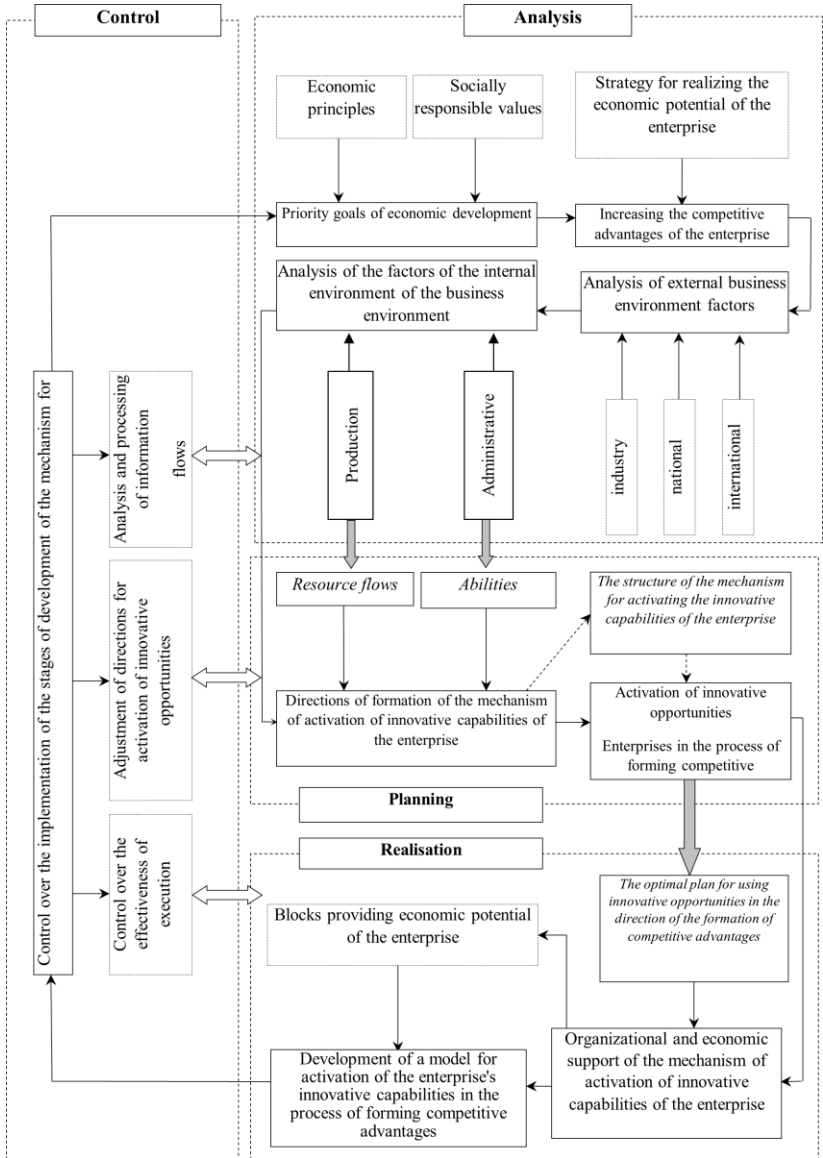 Control
Analysis
Economic
principles
Socially
responsible values
Strategy for realizing the
economic potential of the
enterprise
Priority goals of economic development
Increasing the competitive
advantages of the enterprise
Analysis of the factors of the internal
environment of the business
environment
Analysis of external business
environment factors
Production
Administrative
industry
national
international
Control over the implementation of the stages of development of the mechanism for
Analysis and processing
of information
flows
Adjustment of directions for
activation of innovative
opportunities
Control over the
effectiveness of
execution
Resource flows
Abilities
The structure of the mechanism
for activating the innovative
capabilities of the enterprise
Directions of formation of the mechanism
of activation of innovative capabilities of
the enterprise
Activation of innovative
opportunities
Enterprises in the process of
forming competitive
Planning
Realisation
Blocks providing economic potential
of the enterprise
The optimal plan for using
innovative opportunities in the
direction of the formation of
competitive advantages
Development of a model for
activation of the enterprise's
innovative capabilities in the
process of forming competitive
advantages
Organizational and economic
support of the mechanism of
activation of innovative
capabilities of the enterprise